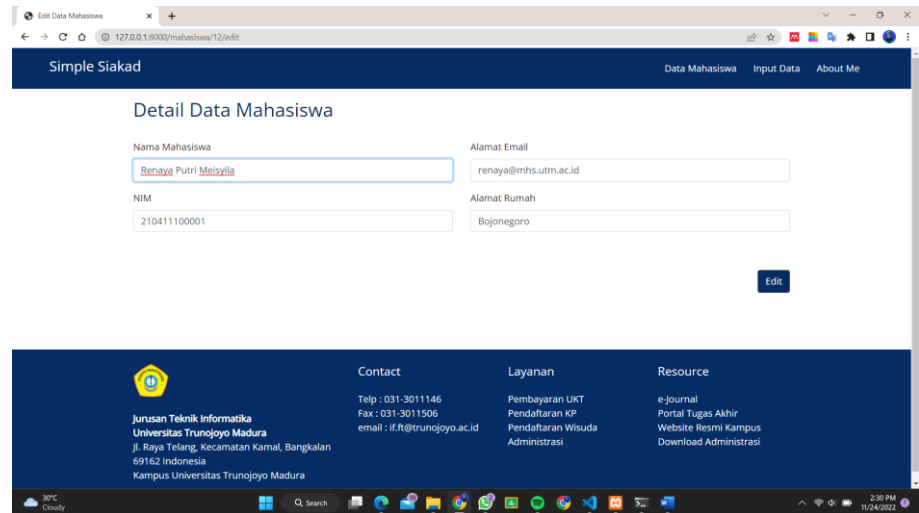 Edit Data Mahasiswa
127.0.0.1:8000/mahasiswa/12/edit
Simple Siakad
Data Mahasiswa Input Data About Me
Detail Data Mahasiswa
Nama Mahasiswa
Renaya Putri Meisyila
Alamat Email
renaya@mhs.utm.ac.id
NIM
210411100001
Alamat Rumah
Bojonegoro
Edit
Jurusan Teknik Informatika
Universitas Trunojoyo Madura
Jl. Raya Telang, Kecamatan Kamal, Bangkalan
69162 Indonesia
Kampus Universitas Trunojoyo Madura
Contact
Telp : 031-3011146
Fax : 031-3011506
email : if.ft@trunojoyo.ac.id
Layanan
Pembayaran UKT
Pendaftaran KP
Pendaftaran Wisuda
Administrasi
Resource
e-Journal
Portal Tugas Akhir
Website Resmi Kampus
Download Administrasi
30°C
Cloudy
Search
2:30 PM
11/24/2022